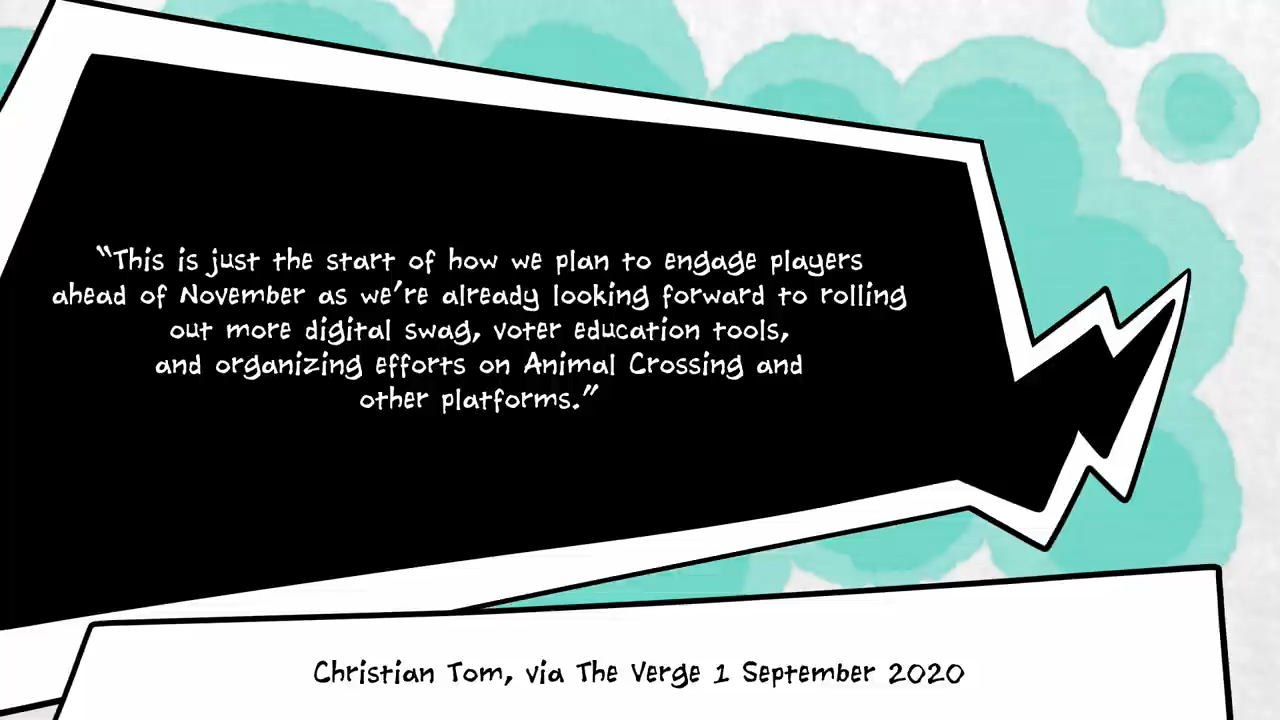 “This is just the start of how we plan to engage players
ahead of November as we're already looking forward to rolling
out more digital swag, voter education tools,
and organizing efforts on Animal Crossing and
other platforms.”
Christian Tom, via The Verge 1 September 2020